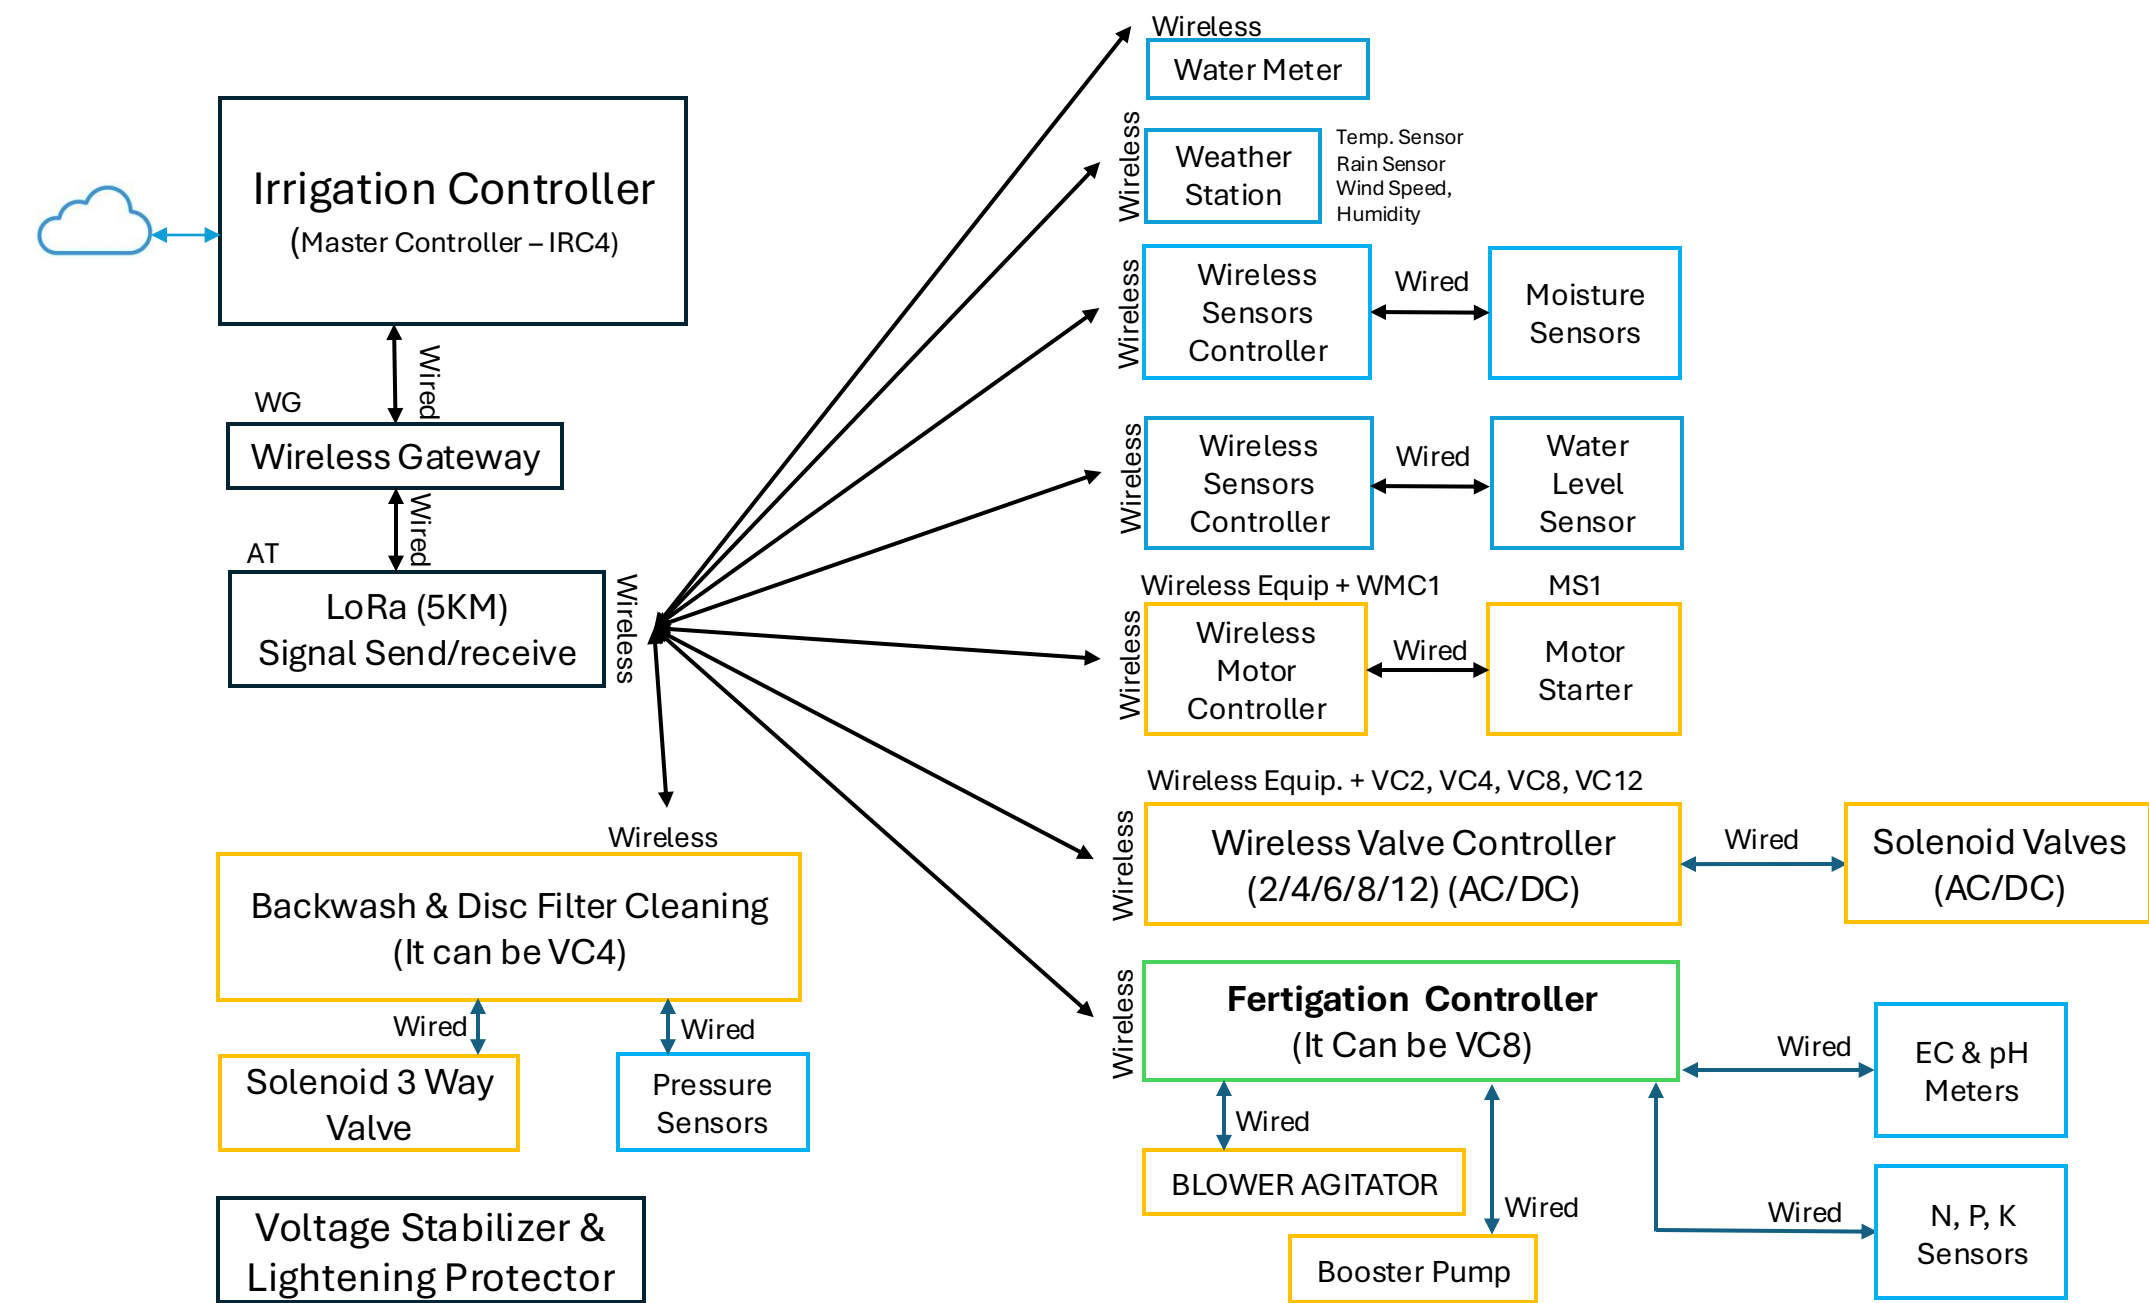 Irrigation Controller
(Master Controller – IRC4)
Wired
WG
Wireless Gateway
Wired
AT
LoRa (5KM)
Signal Send/receive
Wireless
Wireless
Backwash & Disc Filter Cleaning
(It can be VC4)
Wired
Wired
Solenoid 3 Way
Valve
Pressure
Sensors
Voltage Stabilizer &
Lightening Protector
Wireless
Water Meter
Wireless
Weather
Station
Temp. Sensor
Rain Sensor
Wind Speed,
Humidity
Wireless
Wireless
Sensors
Controller
Wired
Moisture
Sensors
Wireless
Wireless
Sensors
Controller
Wired
Water
Level
Sensor
Wireless Equip + WMC1
MS1
Wireless
Wireless
Motor
Controller
Wired
Motor
Starter
Wireless Equip. + VC2, VC4, VC8, VC12
Wireless
Wireless Valve Controller
(2/4/6/8/12) (AC/DC)
Wired
Solenoid Valves
(AC/DC)
Wireless
Fertigation Controller
(It Can be VC8)
Wired
EC & pH
Meters
Wired
BLOWER AGITATOR
Wired
Booster Pump
Wired
N, P, K
Sensors